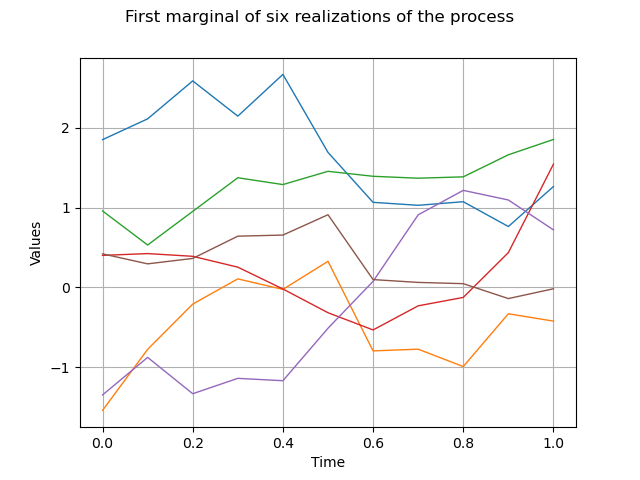 First marginal of six realizations of the process
2
1
0
−1
Values
0.0 0.2 0.4 0.6 0.8 1.0
Time